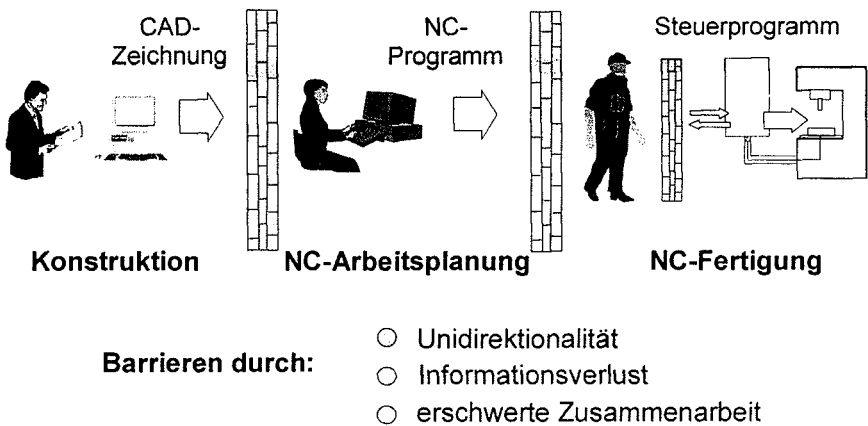 CAD-
Zeichnung
NC-
Programm
Steuerprogramm
Konstruktion
NC-Arbeitsplanung
NC-Fertigung
Barrieren durch:
Unidirektionalität
Informationsverlust
erschwerte Zusammenarbeit